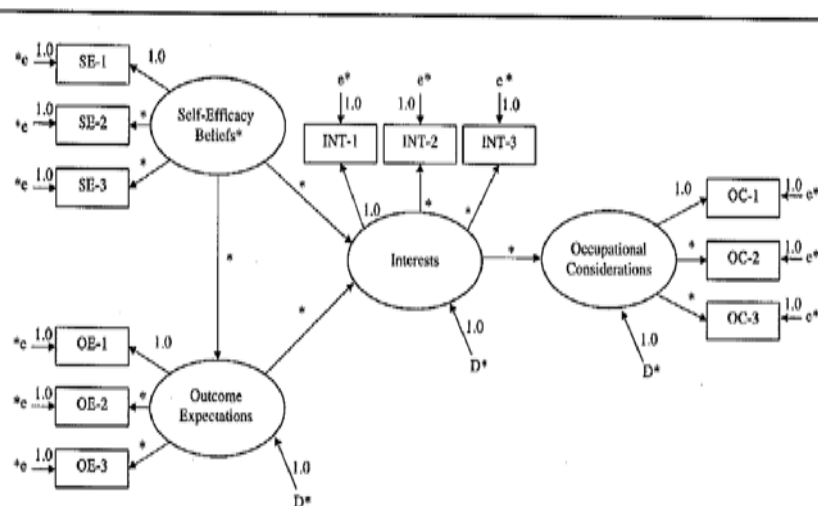 *e 1.0 SE-1 1.0
*e 1.0 SE-2 *
*e 1.0 SE-3 *
Self-Efficacy
Beliefs*
*
*
e* e* e*
1.0 1.0 1.0
INT-1 INT-2 INT-3
1.0 * *
Interests
*
1.0
D*
Occupational
Considerations
1.0 OC-1 1.0 e*
* OC-2 1.0 e*
* OC-3 1.0 e*
1.0
D*
*
*e 1.0 OE-1 1.0
*e 1.0 OE-2 *
*e 1.0 OE-3 *
Outcome
Expectations
1.0
D*